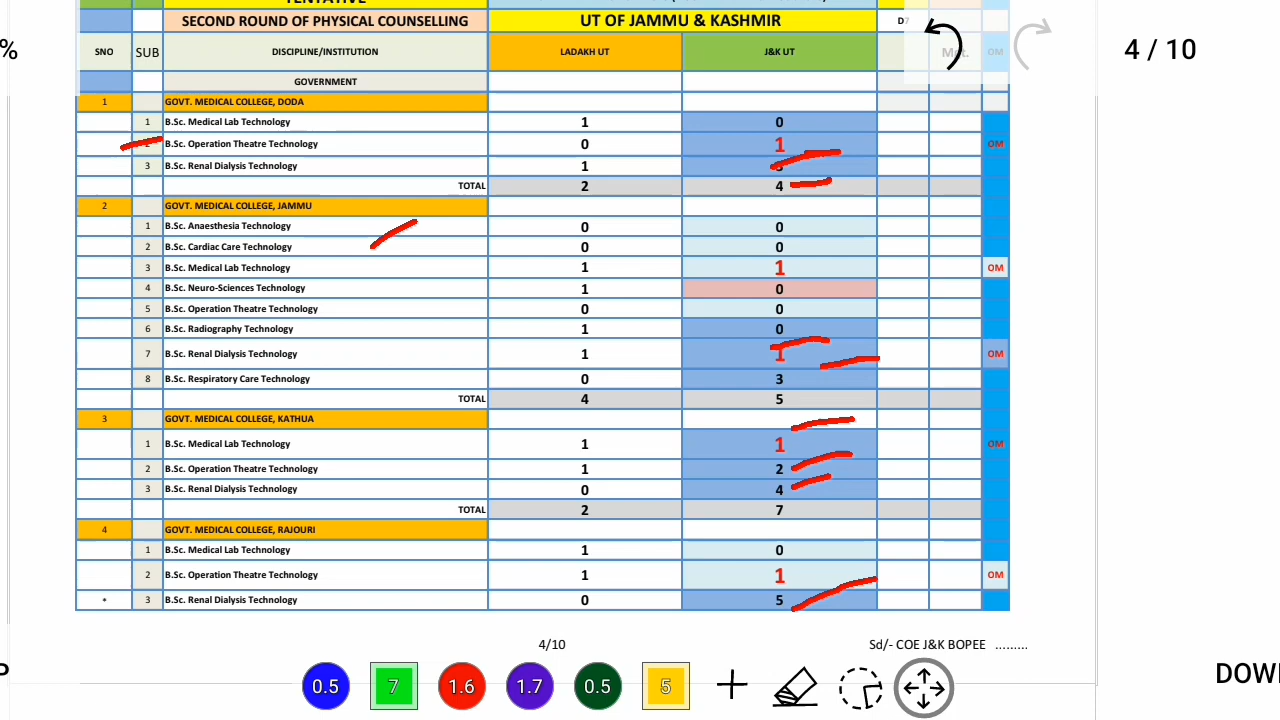 TENTATIVE
SECOND ROUND OF PHYSICAL COUNSELLING UT OF JAMMU & KASHMIR D7
% 4 / 10
SNO SUB DISCIPLINE/INSTITUTION LADAKH UT J&K UT OM
GOVERNMENT
1 GOVT. MEDICAL COLLEGE, DODA
1 B.Sc. Medical Lab Technology 1 0
B.Sc. Operation Theatre Technology 0 1 OM
3 B.Sc. Renal Dialysis Technology 1
TOTAL 2 4
2 GOVT. MEDICAL COLLEGE, JAMMU
1 B.Sc. Anaesthesia Technology 0 0
2 B.Sc. Cardiac Care Technology 0 0
3 B.Sc. Medical Lab Technology 1 1 OM
4 B.Sc. Neuro-Sciences Technology 1 0
5 B.Sc. Operation Theatre Technology 0 0
6 B.Sc. Radiography Technology 1 0
7 B.Sc. Renal Dialysis Technology 1 1 OM
8 B.Sc. Respiratory Care Technology 0 3
TOTAL 4 5
3 GOVT. MEDICAL COLLEGE, KATHUA
1 B.Sc. Medical Lab Technology 1 1 OM
2 B.Sc. Operation Theatre Technology 1 2
3 B.Sc. Renal Dialysis Technology 0 4
TOTAL 2 7
4 GOVT. MEDICAL COLLEGE, RAJOURI
1 B.Sc. Medical Lab Technology 1 0
2 B.Sc. Operation Theatre Technology 1 1 OM
* 3 B.Sc. Renal Dialysis Technology 0 5
4/10 Sd/- COE J&K BOPEE .........
0.5 7 1.6 1.7 0.5 5